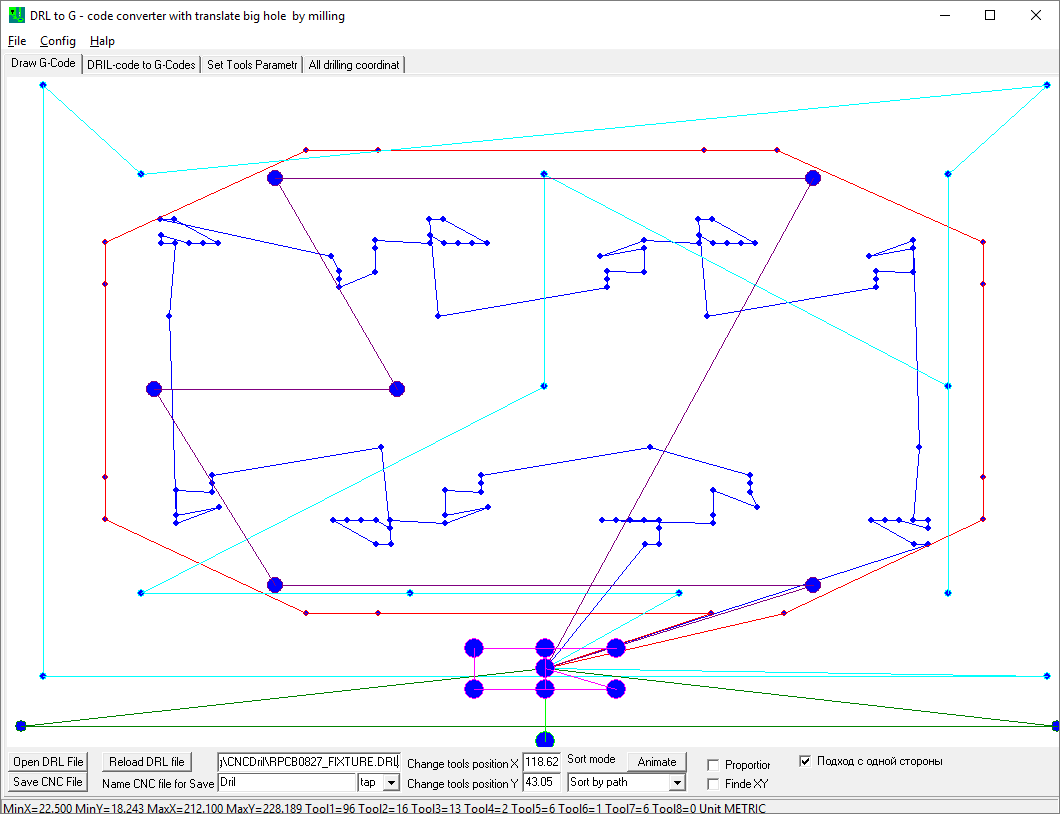 DRL to G - code converter with translate big hole by milling
File Config Halp
Draw G-Code DRIL-code to G-Codes Set Tools Parametr All drilling coordinat
Open DRL File Reload DRL file \CNCDril\RPCB0827_FIXTURE.DRL Change tools position X 118.62 Sort mode Animate Proportior Подход с одной стороны
Save CNC File Name CNC file for Save Dril tap Change tools position Y 43.05 Sort by path Finde XY
MinX=22,500 MinY=18,243 MaxX=212,100 MaxY=228,189 Tool1=96 Tool2=16 Tool3=13 Tool4=2 Tool5=6 Tool6=1 Tool7=6 Tool8=0 Unit METRIC